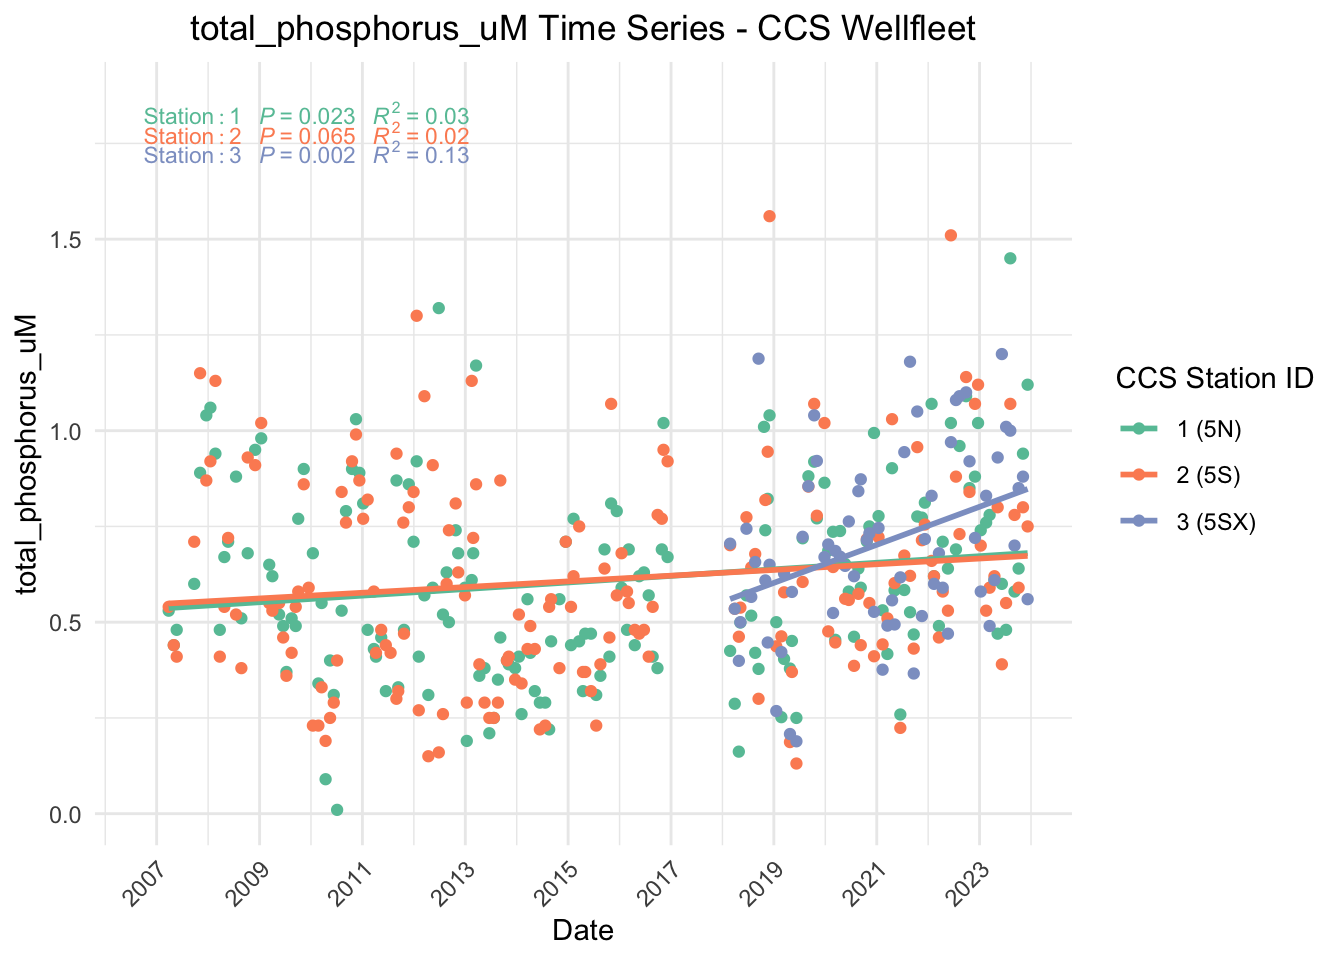 total_phosphorus_uM Time Series - CCS Wellfleet
Station : 1 P = 0.023 R² = 0.03
Station : 2 P = 0.065 R² = 0.02
Station : 3 P = 0.002 R² = 0.13
total_phosphorus_uM
1.5
1.0
0.5
0.0
2007 2009 2011 2013 2015 2017 2019 2021 2023
Date
CCS Station ID
1 (5N)
2 (5S)
3 (5SX)